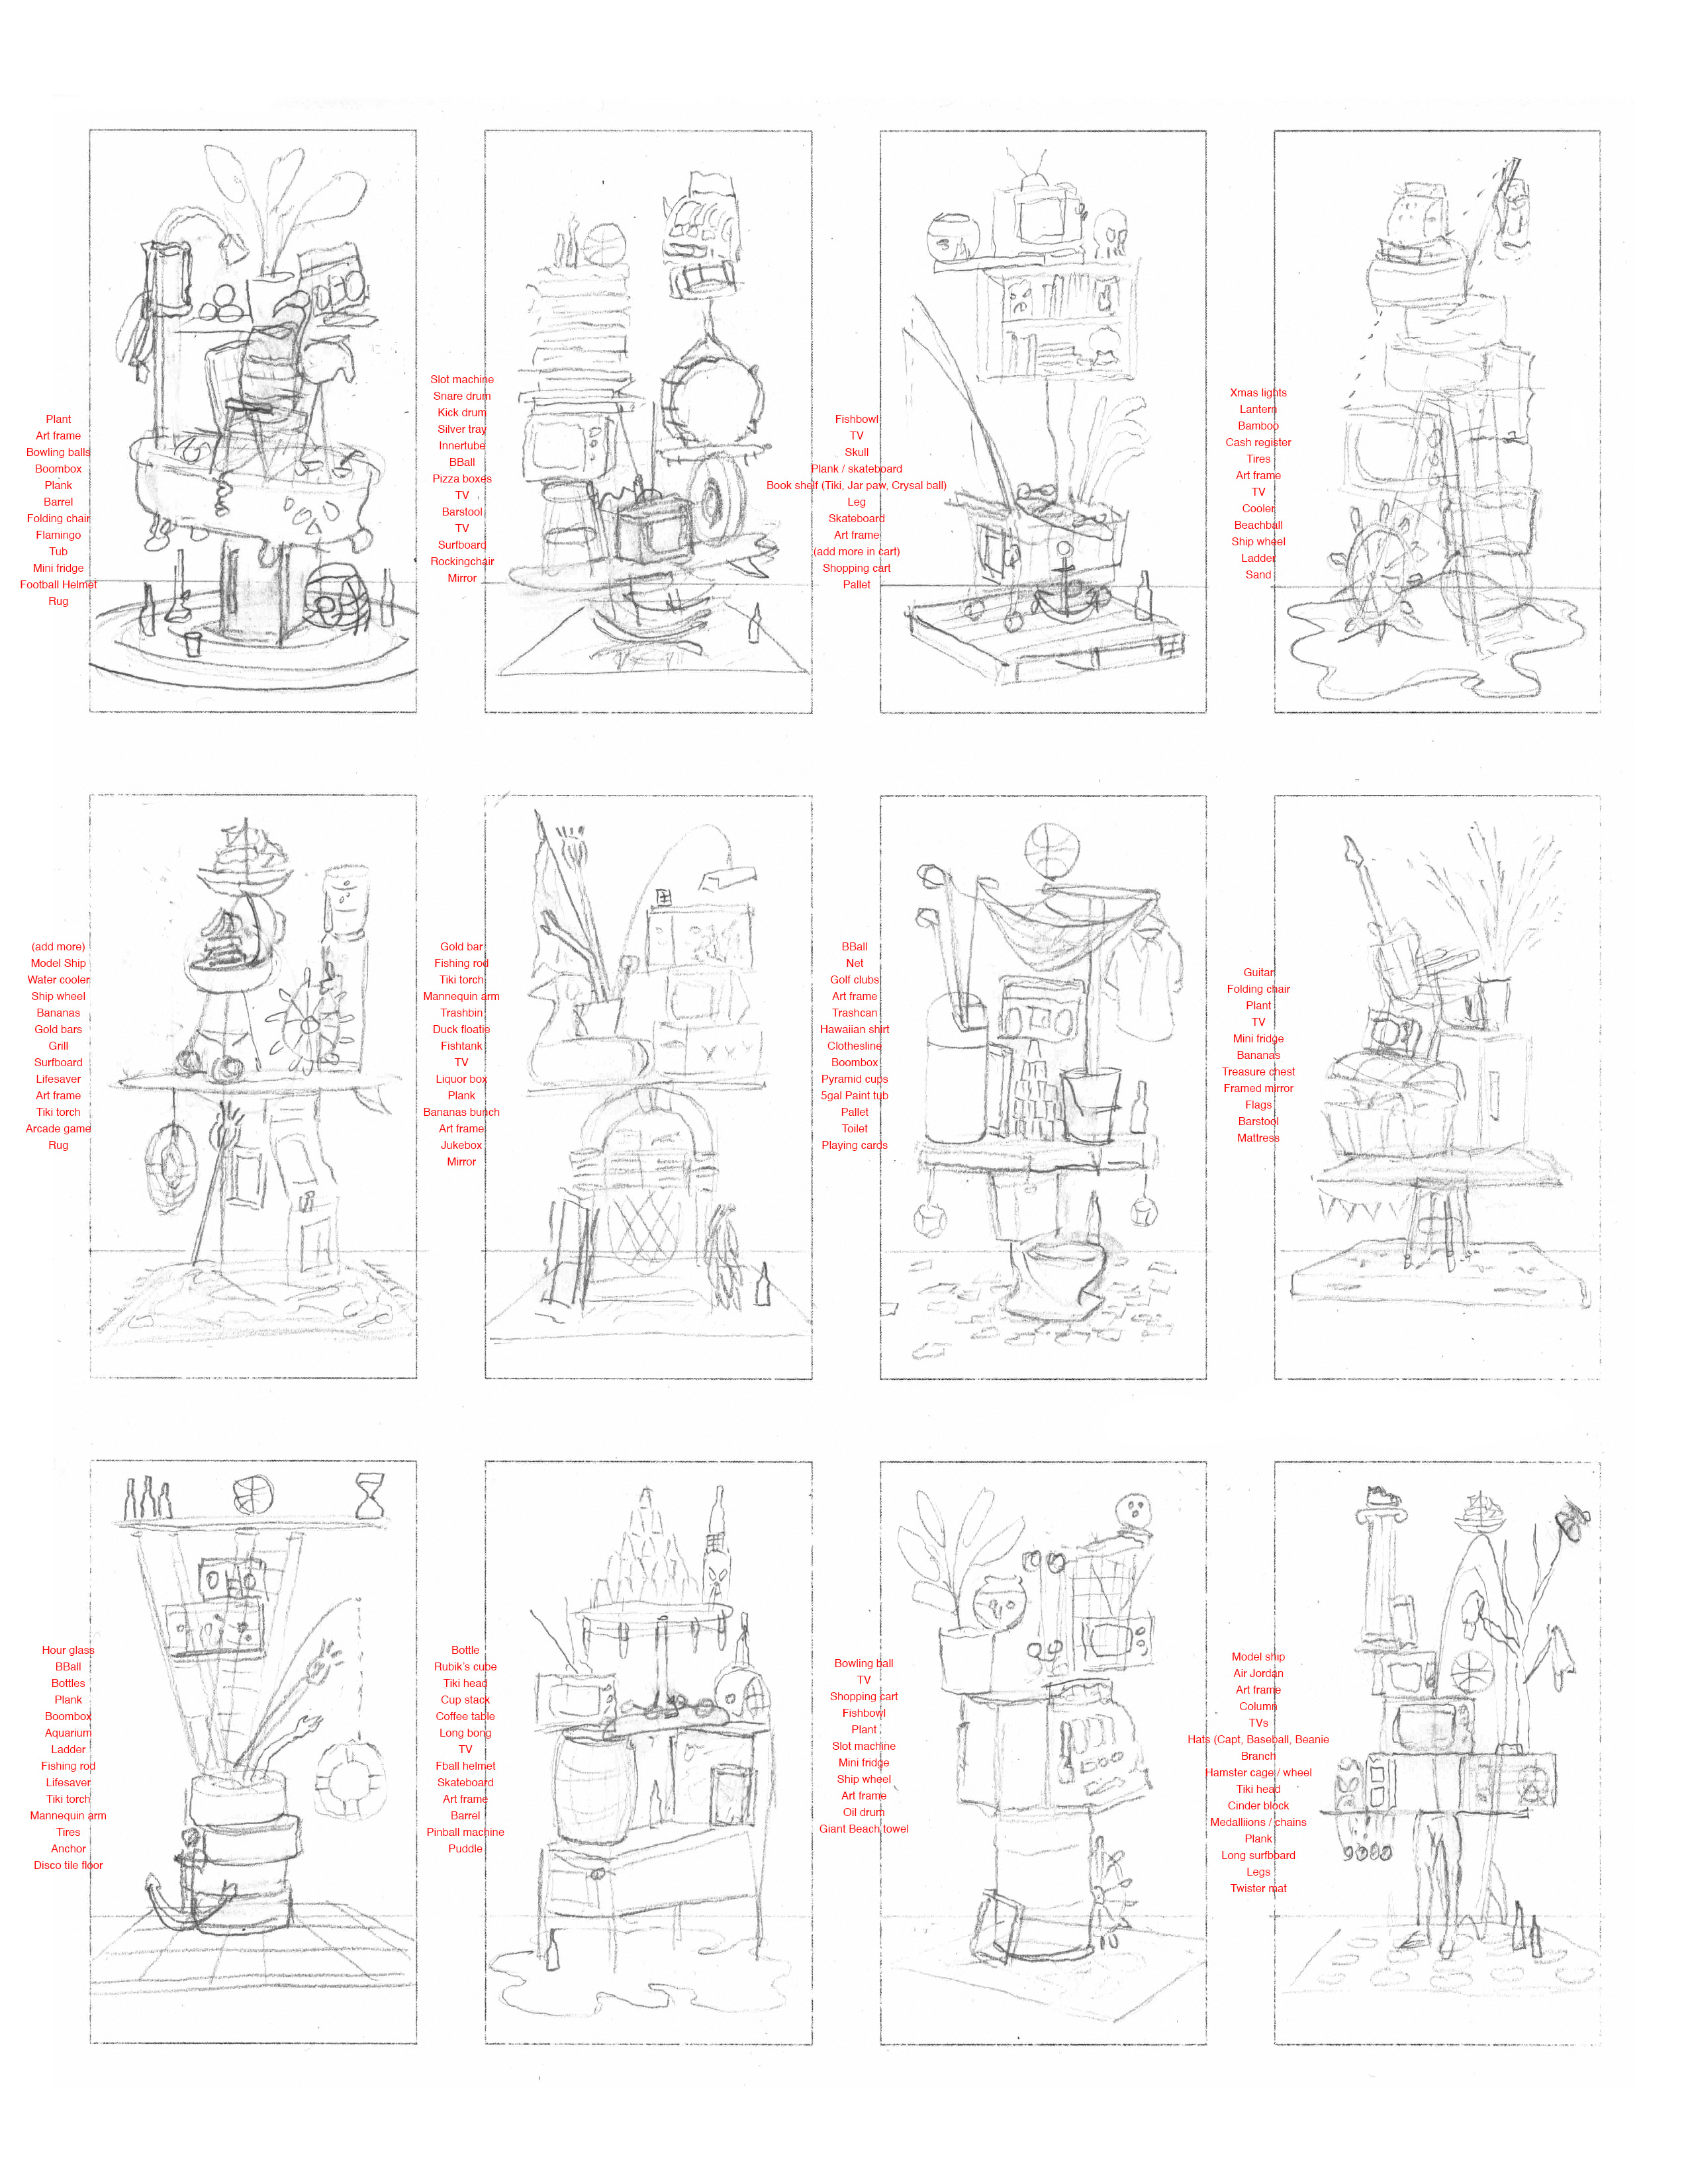 Plant
Art frame
Bowling balls
Boombox
Plank
Barrel
Folding chair
Flamingo
Tub
Mini fridge
Football Helmet
Rug
Slot machine
Snare drum
Kick drum
Silver tray
Innertube
BBall
Pizza boxes
TV
Barstool
TV
Surfboard
Rockingchair
Mirror
Fishbowl
TV
Skull
Plank / skateboard
Book shelf (Tiki, Jar paw, Crysal ball)
Leg
Skateboard
Art frame
(add more in cart)
Shopping cart
Pallet
Xmas lights
Lantern
Bamboo
Cash register
Tires
Art frame
TV
Cooler
Beachball
Ship wheel
Ladder
Sand
(add more)
Model Ship
Water cooler
Ship wheel
Bananas
Gold bars
Grill
Surfboard
Lifesaver
Art frame
Tiki torch
Arcade game
Rug
Gold bar
Fishing rod
Tiki torch
Mannequin arm
Trashbin
Duck floatie
Fishtank
TV
Liquor box
Plank
Bananas bunch
Art frame
Jukebox
Mirror
BBall
Net
Golf clubs
Art frame
Trashcan
Hawaiian shirt
Clothesline
Boombox
Pyramid cups
5gal Paint tub
Pallet
Toilet
Playing cards
Guitar
Folding chair
Plant
TV
Mini fridge
Bananas
Treasure chest
Framed mirror
Flags
Barstool
Mattress
XXX
Hour glass
BBall
Bottles
Plank
Boombox
Aquarium
Ladder
Fishing rod
Lifesaver
Tiki torch
Mannequin arm
Tires
Anchor
Disco tile floor
Bottle
Rubik's cube
Tiki head
Cup stack
Coffee table
Long bong
TV
Fball helmet
Skateboard
Art frame
Barrel
Pinball machine
Puddle
Bowling ball
TV
Shopping cart
Fishbowl
Plant
Slot machine
Mini fridge
Ship wheel
Art frame
Oil drum
Giant Beach towel
Model ship
Air Jordan
Art frame
Column
TVs
Hats (Capt, Baseball, Beanie
Branch
Hamster cage / wheel
Tiki head
Cinder block
Medalliions / chains
Plank
Long surfboard
Legs
Twister mat